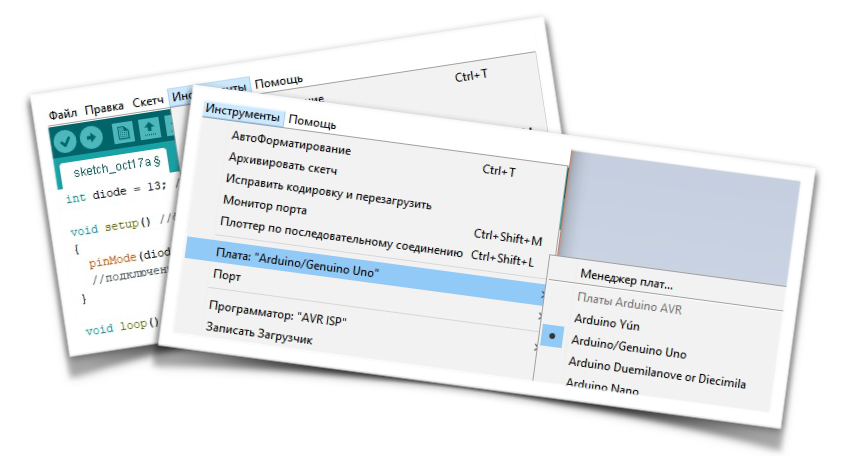 Файл Правка Скетч Помощь
Ctrl+T
sketch_oct17a §
int diode = 13; /
void setup() //
{
pinMode(diod
//подключен
}
void loop()
Инструменты Помощь
АвтоФорматирование Ctrl+T
Архивировать скетч
Исправить кодировку и перезагрузить
Монитор порта Ctrl+Shift+M
Плоттер по последовательному соединению Ctrl+Shift+L
Плата: "Arduino/Genuino Uno"
Порт
Программатор: "AVR ISP"
Записать Загрузчик
Менеджер плат...
Платы Arduino AVR
Arduino Yún
Arduino/Genuino Uno
Arduino Duemilanove or Diecimila
Arduino Nano